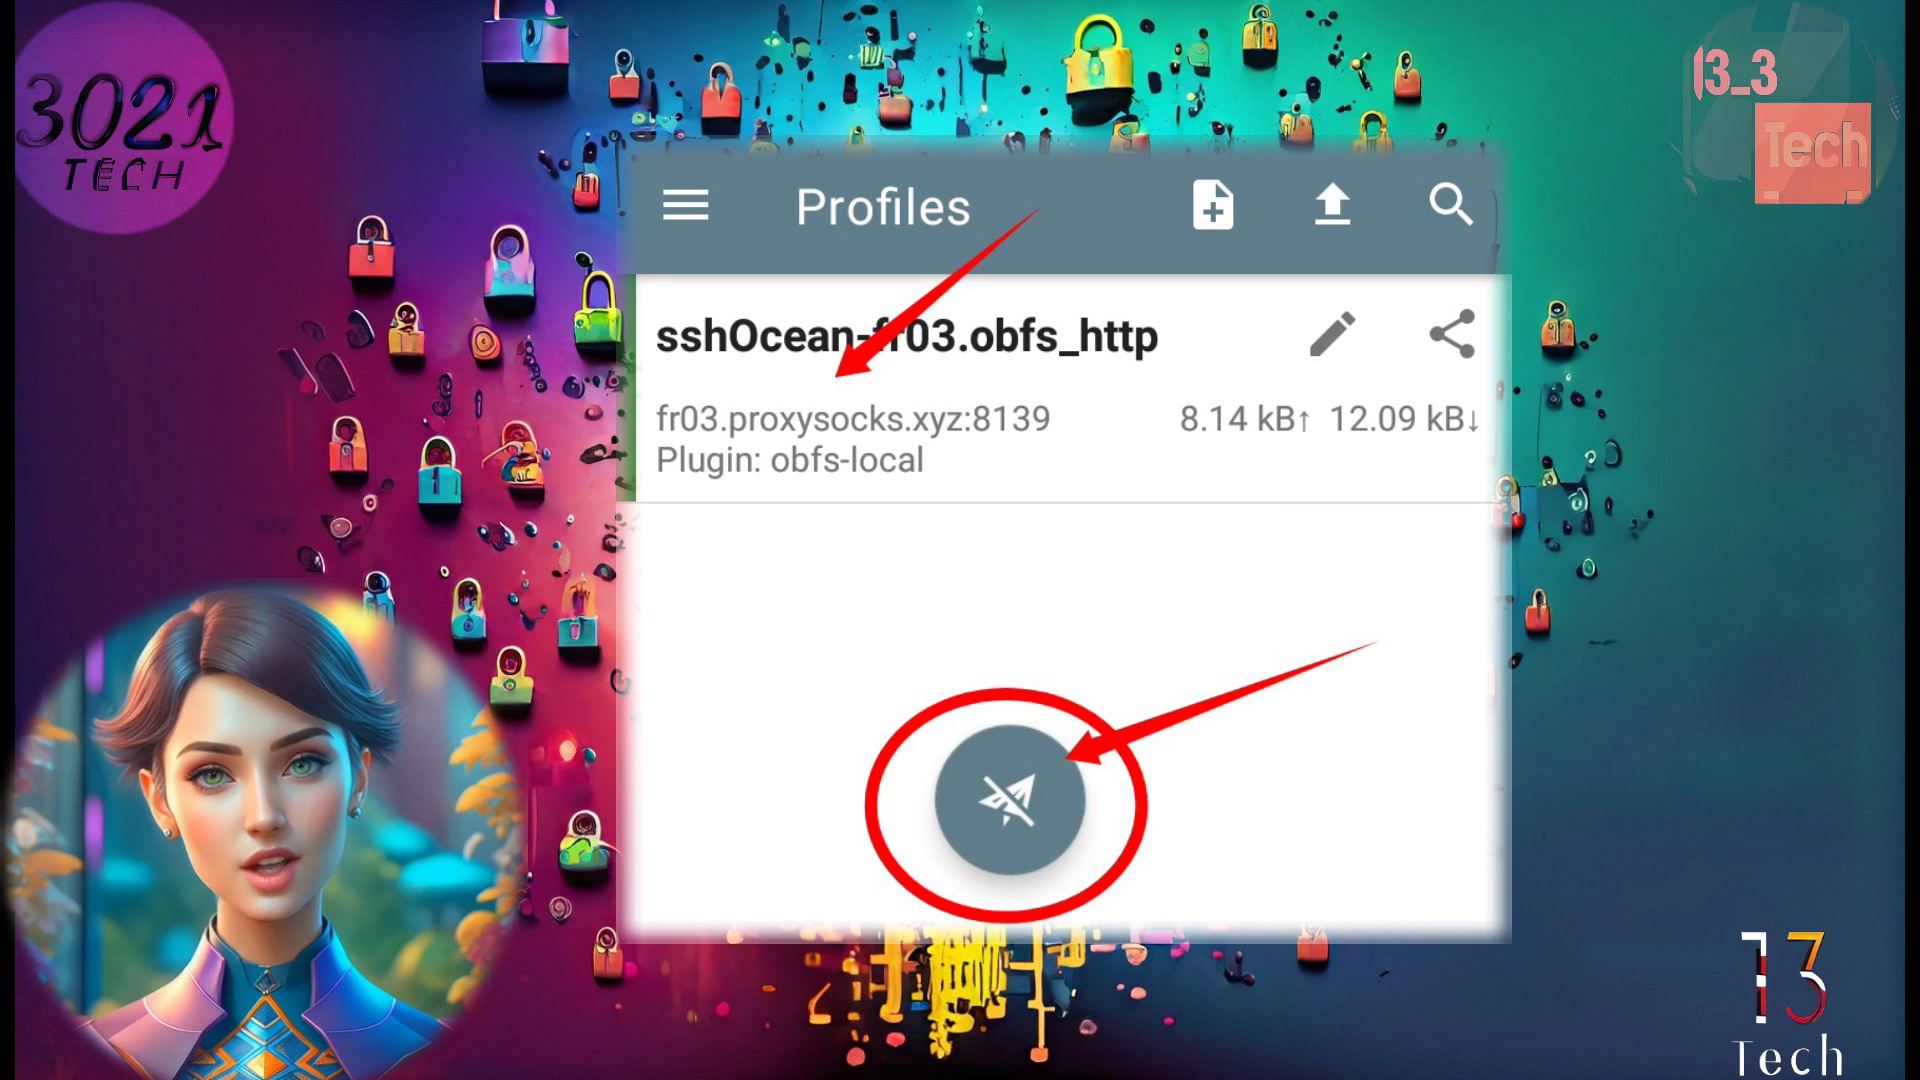 3021
TECH
13_3
Tech
Profiles
sshOcean-fr03.obfs_http
fr03.proxysocks.xyz:8139
8.14 kB↑ 12.09 kB↓
Plugin: obfs-local
13
Tech